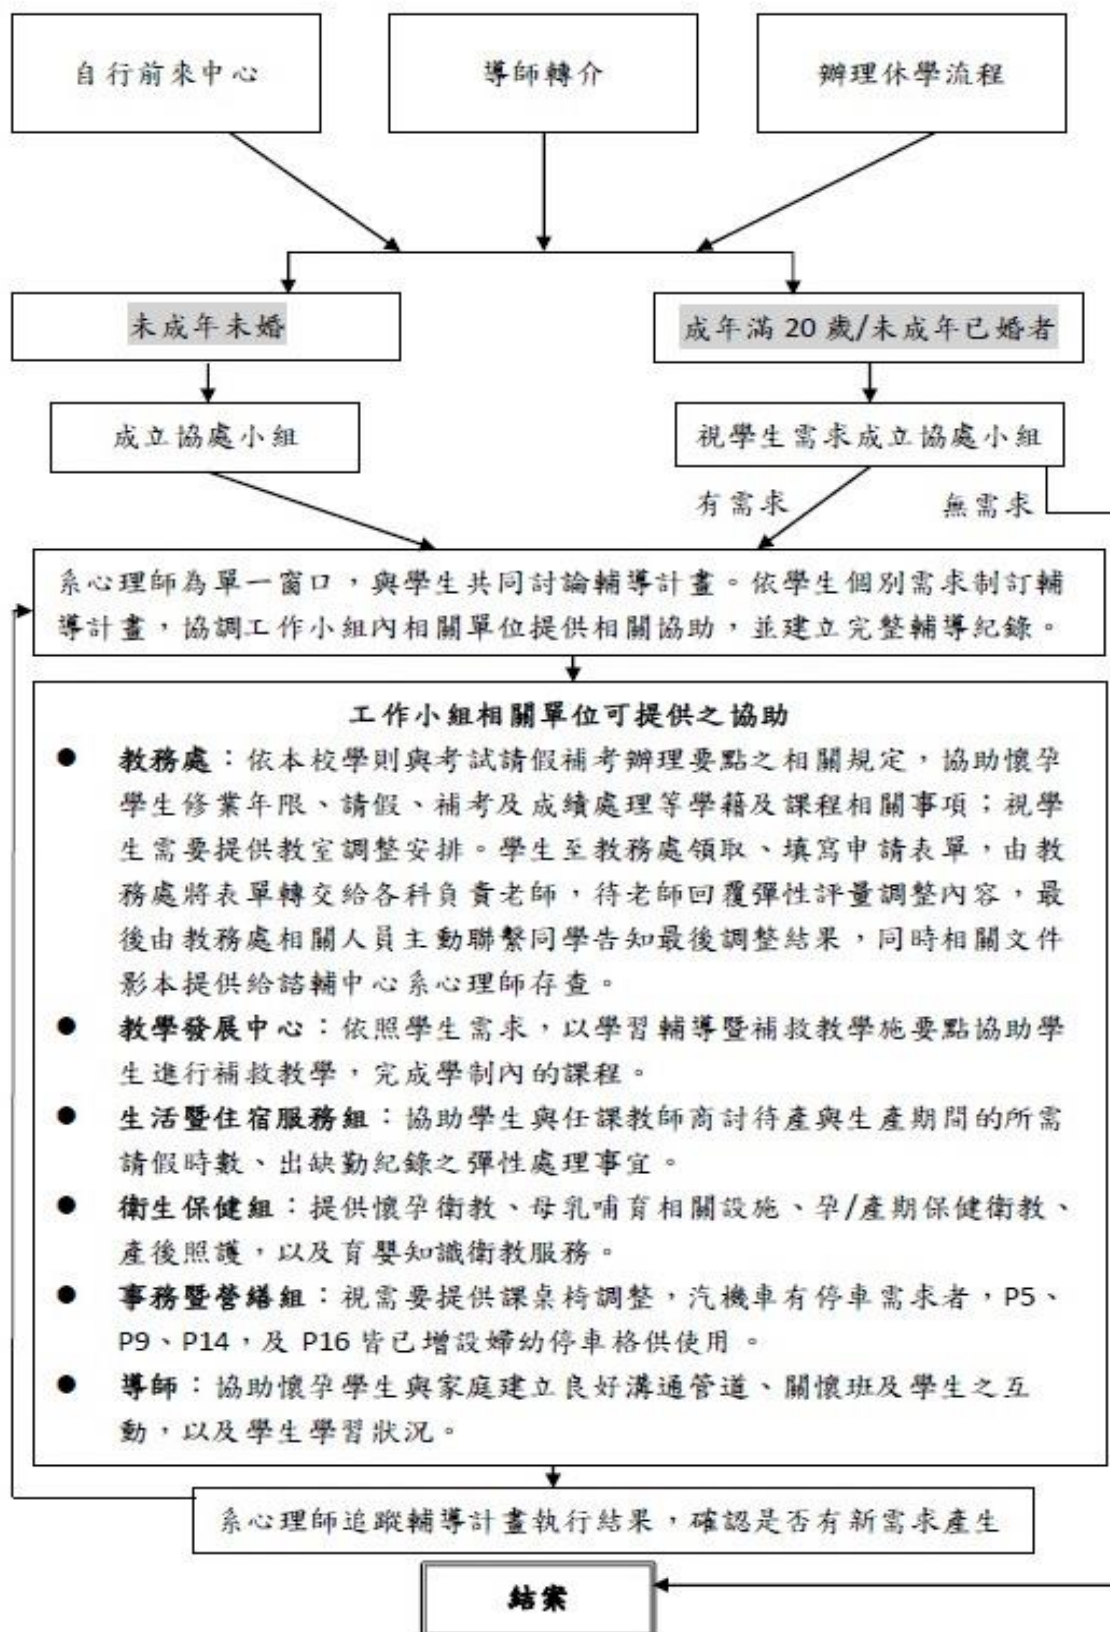 自行前來中心
導師轉介
辦理休學流程
未成年未婚
成年滿 20 歲/未成年已婚者
成立協處小組
視學生需求成立協處小組
有需求
無需求
系心理師為單一窗口，與學生共同討論輔導計畫。依學生個別需求制訂輔
導計畫，協調工作小組內相關單位提供相關協助，並建立完整輔導紀錄。
工作小組相關單位可提供之協助
● 教務處：依本校學則與考試請假補考辦理要點之相關規定，協助懷孕
學生修業年限、請假、補考及成績處理等學籍及課程相關事項；視學
生需要提供教室調整安排。學生至教務處領取、填寫申請表單，由教
務處將表單轉交給各科負責老師，待老師回覆彈性評量調整內容，最
後由教務處相關人員主動聯繫同學告知最後調整結果，同時相關文件
影本提供給諮輔中心系心理師存查。
● 教學發展中心：依照學生需求，以學習輔導暨補救教學施要點協助學
生進行補救教學，完成學制內的課程。
● 生活暨住宿服務組：協助學生與任課教師商討待產與生產期間的所需
請假時數、出缺勤紀錄之彈性處理事宜。
● 衛生保健組：提供懷孕衛教、母乳哺育相關設施、孕/產期保健衛教、
產後照護，以及育嬰知識衛教服務。
● 事務暨營繕組：視需要提供課桌椅調整，汽機車有停車需求者，P5、
P9、P14，及 P16 皆已增設婦幼停車格供使用。
● 導師：協助懷孕學生與家庭建立良好溝通管道、關懷班及學生之互
動，以及學生學習狀況。
系心理師追蹤輔導計畫執行結果，確認是否有新需求產生
結案